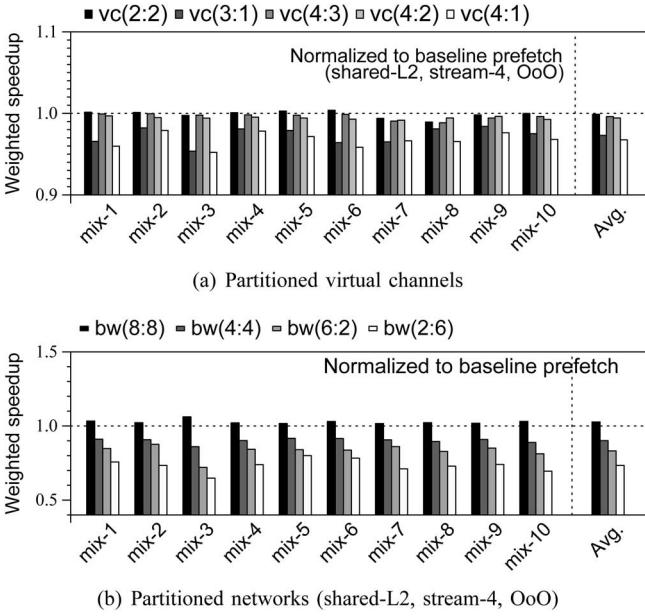 vc(2:2) vc(3:1) vc(4:3) vc(4:2) vc(4:1)
1.1
Normalized to baseline prefetch
(shared-L2, stream-4, OoO)
1.0
0.9
Weighted speedup
mix-1 mix-2 mix-3 mix-4 mix-5 mix-6 mix-7 mix-8 mix-9 mix-10 Avg.
(a) Partitioned virtual channels
bw(8:8) bw(4:4) bw(6:2) bw(2:6)
1.5
Normalized to baseline prefetch
1.0
0.5
Weighted speedup
mix-1 mix-2 mix-3 mix-4 mix-5 mix-6 mix-7 mix-8 mix-9 mix-10 Avg.
(b) Partitioned networks (shared-L2, stream-4, OoO)